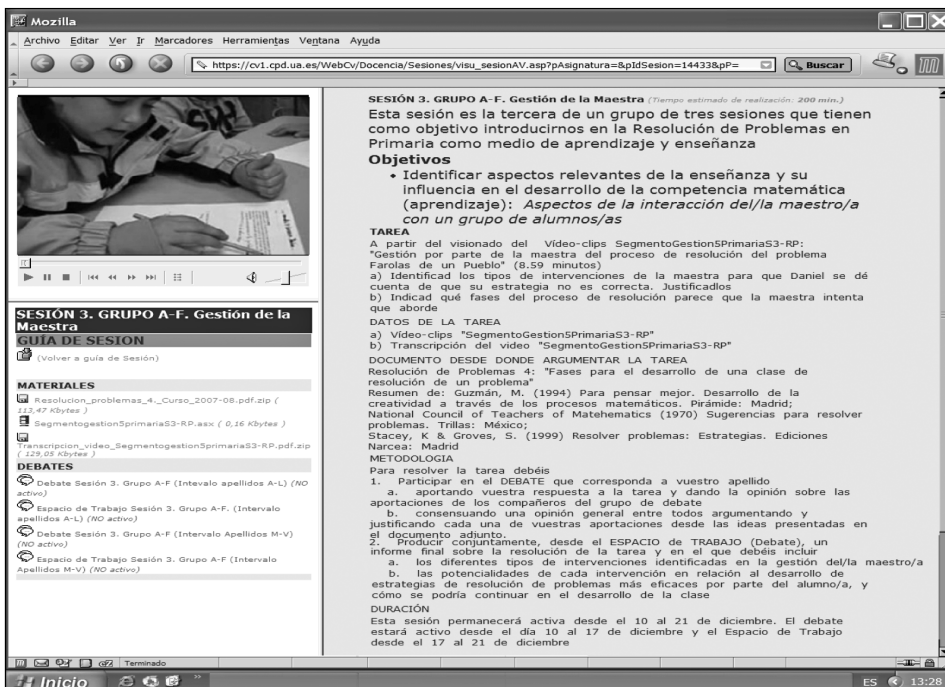 Mozilla
Archivo Editar Ver Ir Marcadores Herramientas Ventana Ayuda
https://cv1.cpd.ua.es/WebCv/Docencia/Sesiones/visu_sesionAV.asp?pAsignatura=&pIdSesion=14433&pP=
Buscar
SESIÓN 3. GRUPO A-F. Gestión de la Maestra
GUÍA DE SESION
(Volver a guía de Sesión)
MATERIALES
Resolucion_problemas_4._Curso_2007-08.pdf.zip (
113,47 Kbytes )
Segmentogestion5primariaS3-RP.asx ( 0,16 Kbytes )
Transcripcion_video_Segmentogestion5primariaS3-RP.pdf.zip
( 129,05 Kbytes )
DEBATES
Debate Sesión 3. Grupo A-F (Intevalo apellidos A-L) (NO
activo)
Espacio de Trabajo Sesión 3. Grupo A-F. (Intervalo
apellidos A-L) (NO activo)
Debate Sesión 3. Grupo A-F (Intervalo Apellidos M-V)
(NO activo)
Espacio de Trabajo Sesión 3. Grupo A-F (Intervalo
Apellidos M-V) (NO activo)
SESIÓN 3. GRUPO A-F. Gestión de la Maestra (Tiempo estimado de realización: 200 min.)
Esta sesión es la tercera de un grupo de tres sesiones que tienen
como objetivo introducirnos en la Resolución de Problemas en
Primaria como medio de aprendizaje y enseñanza
Objetivos
• Identificar aspectos relevantes de la enseñanza y su
influencia en el desarrollo de la competencia matemática
(aprendizaje): Aspectos de la interacción del/la maestro/a
con un grupo de alumnos/as
TAREA
A partir del visionado del Vídeo-clips SegmentoGestion5PrimariaS3-RP:
"Gestión por parte de la maestra del proceso de resolución del problema
Farolas de un Pueblo" (8.59 minutos)
a) Identificad los tipos de intervenciones de la maestra para que Daniel se dé
cuenta de que su estrategia no es correcta. Justificadlos
b) Indicad qué fases del proceso de resolución parece que la maestra intenta
que aborde
DATOS DE LA TAREA
a) Vídeo-clips "SegmentoGestion5PrimariaS3-RP"
b) Transcripción del video "SegmentoGestion5PrimariaS3-RP"
DOCUMENTO DESDE DONDE ARGUMENTAR LA TAREA
Resolución de Problemas 4: "Fases para el desarrollo de una clase de
resolución de un problema"
Resumen de: Guzmán, M. (1994) Para pensar mejor. Desarrollo de la
creatividad a través de los procesos matemáticos. Pirámide: Madrid;
National Council of Teachers of Matehematics (1970) Sugerencias para resolver
problemas. Trillas: México;
Stacey, K & Groves, S. (1999) Resolver problemas: Estrategias. Ediciones
Narcea: Madrid
METODOLOGIA
Para resolver la tarea debéis
1. Participar en el DEBATE que corresponda a vuestro apellido
a. aportando vuestra respuesta a la tarea y dando la opinión sobre las
aportaciones de los compañeros del grupo de debate
b. consensuando una opinión general entre todos argumentando y
justificando cada una de vuestras aportaciones desde las ideas presentadas en
el documento adjunto.
2. Producir conjuntamente, desde el ESPACIO DE TRABAJO (Debate), un
informe final sobre la resolución de la tarea y en el que debéis incluir
a. los diferentes tipos de intervenciones identificadas en la gestión del/la maestro/a
b. las potencialidades de cada intervención en relación al desarrollo de
estrategias de resolución de problemas más eficaces por parte del alumno/a, y
cómo se podría continuar en el desarrollo de la clase
DURACIÓN
Esta sesión permanecerá activa desde el 10 al 21 de diciembre. El debate
estará activo desde el día 10 al 17 de diciembre y el Espacio de Trabajo
desde el 17 al 21 de diciembre
Terminado
Inicio
ES 13:28